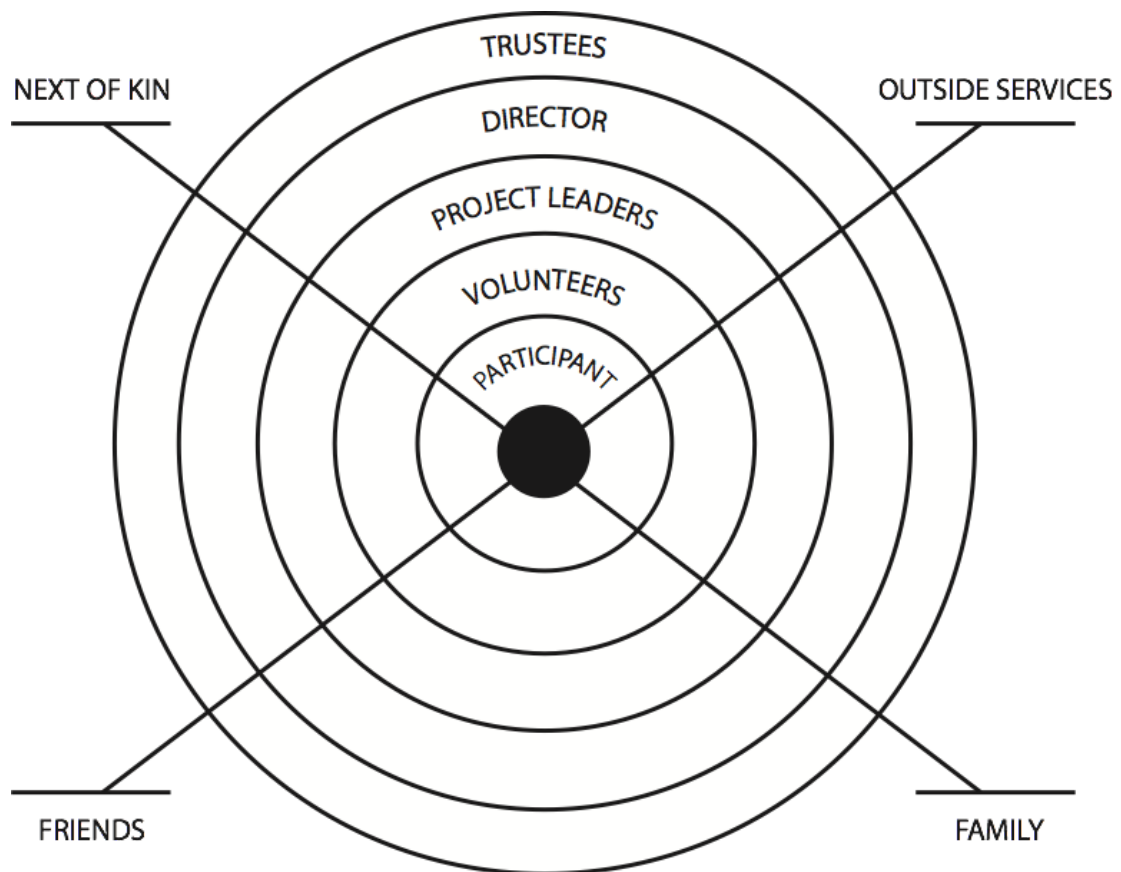 TRUSTEES
NEXT OF KIN
OUTSIDE SERVICES
DIRECTOR
PROJECT LEADERS
VOLUNTEERS
PARTICIPANT
FRIENDS
FAMILY